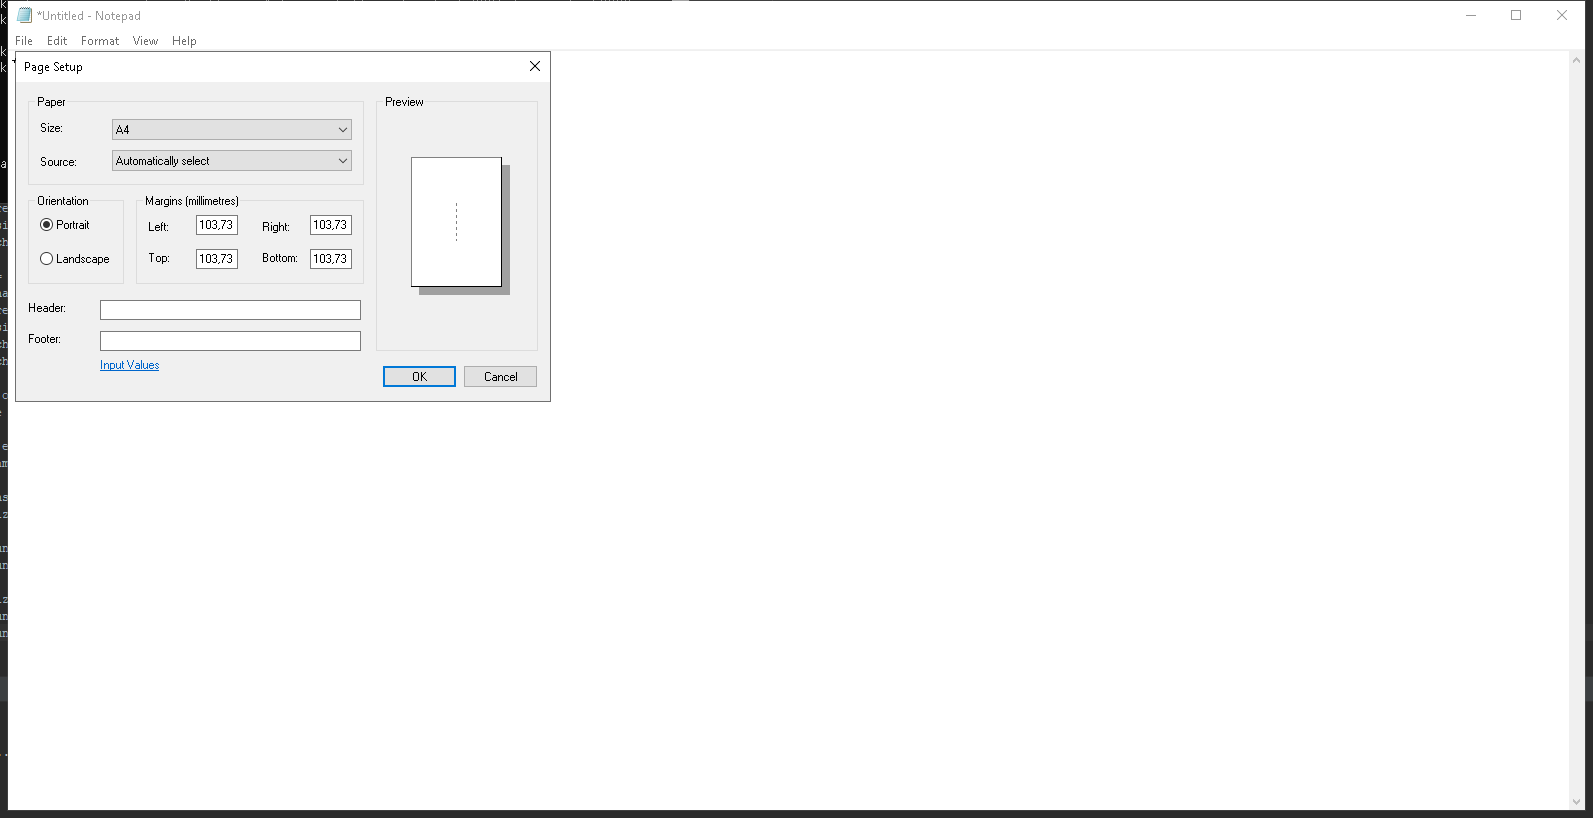 *Untitled - Notepad
File Edit Format View Help
Page Setup
Paper
Size: A4
Source: Automatically select
Orientation
Portrait
Landscape
Margins (millimetres)
Left: 103,73 Right: 103,73
Top: 103,73 Bottom: 103,73
Header:
Footer:
Input Values
Preview
OK Cancel